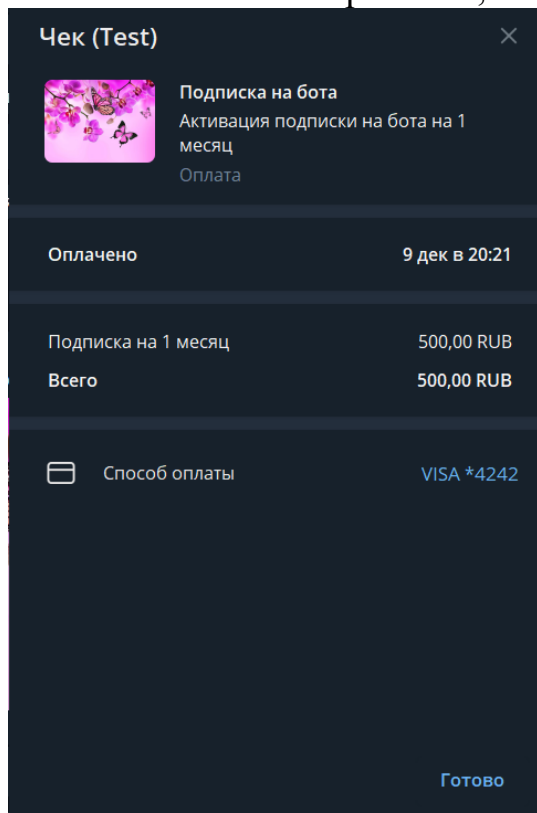 Чек (Test)
Подписка на бота
Активация подписки на бота на 1
месяц
Оплата
Оплачено 9 дек в 20:21
Подписка на 1 месяц 500,00 RUB
Всего 500,00 RUB
Способ оплаты VISA *4242
Готово